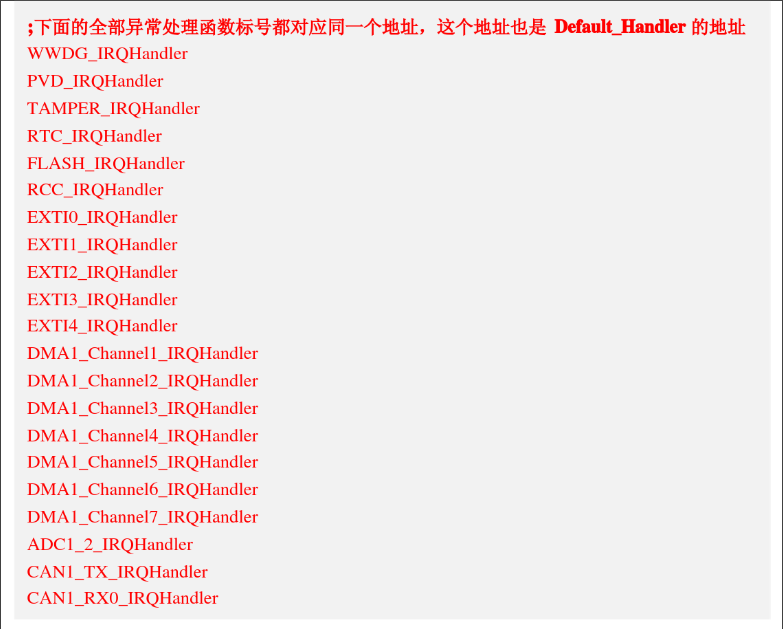 ;下面的全部异常处理函数标号都对应同一个地址，这个地址也是 Default_Handler 的地址
WWDG_IRQHandler
PVD_IRQHandler
TAMPER_IRQHandler
RTC_IRQHandler
FLASH_IRQHandler
RCC_IRQHandler
EXTI0_IRQHandler
EXTI1_IRQHandler
EXTI2_IRQHandler
EXTI3_IRQHandler
EXTI4_IRQHandler
DMA1_Channel1_IRQHandler
DMA1_Channel2_IRQHandler
DMA1_Channel3_IRQHandler
DMA1_Channel4_IRQHandler
DMA1_Channel5_IRQHandler
DMA1_Channel6_IRQHandler
DMA1_Channel7_IRQHandler
ADC1_2_IRQHandler
CAN1_TX_IRQHandler
CAN1_RX0_IRQHandler